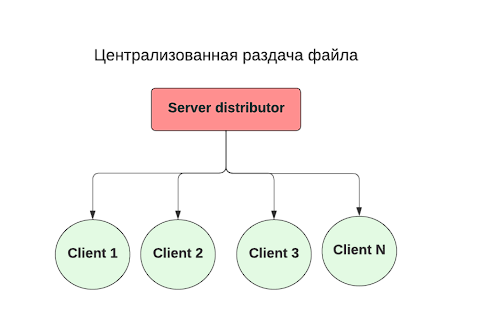 Централизованная раздача файла
Server distributor
Client 1
Client 2
Client 3
Client N